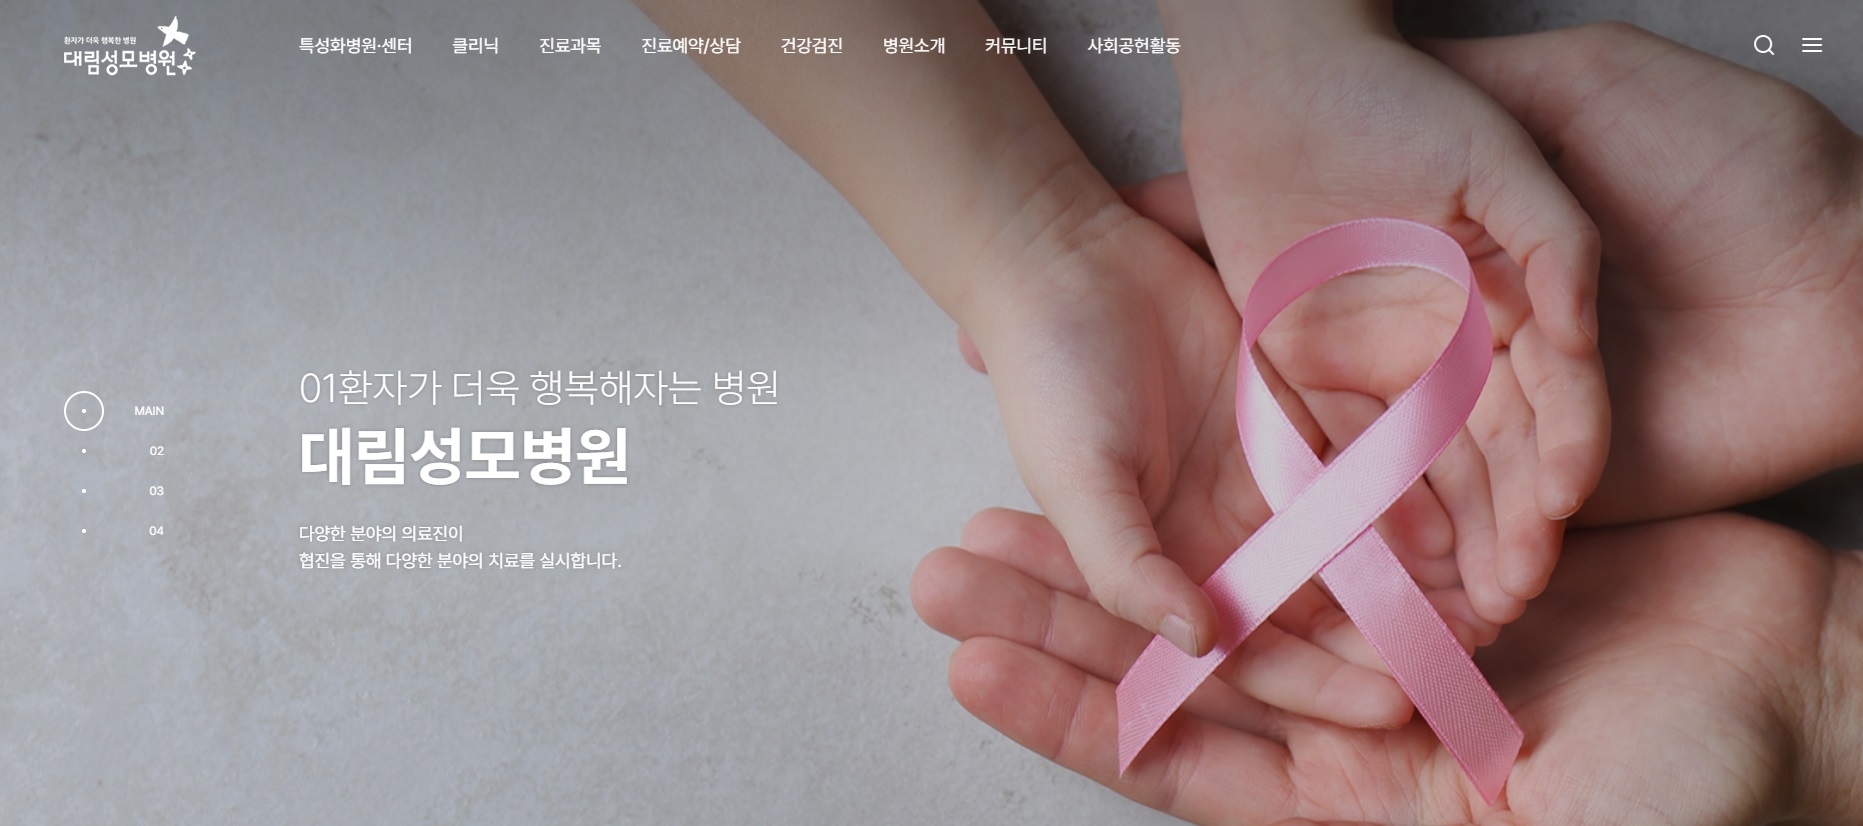 환자가 더욱 행복한 병원
대림성모병원
특성화병원·센터 클리닉 진료과목 진료예약/상담 건강검진 병원소개 커뮤니티 사회공헌활동
01환자가 더욱 행복해자는 병원
대림성모병원
다양한 분야의 의료진이
협진을 통해 다양한 분야의 치료를 실시합니다.
MAIN
02
03
04